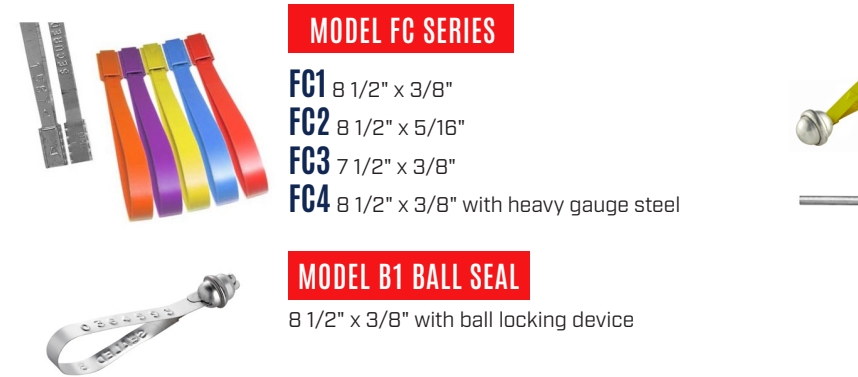 MODEL FC SERIES
FC1 8 1/2" x 3/8"
FC2 8 1/2" x 5/16"
FC3 7 1/2" x 3/8"
FC4 8 1/2" x 3/8" with heavy gauge steel
MODEL B1 BALL SEAL
8 1/2" x 3/8" with ball locking device